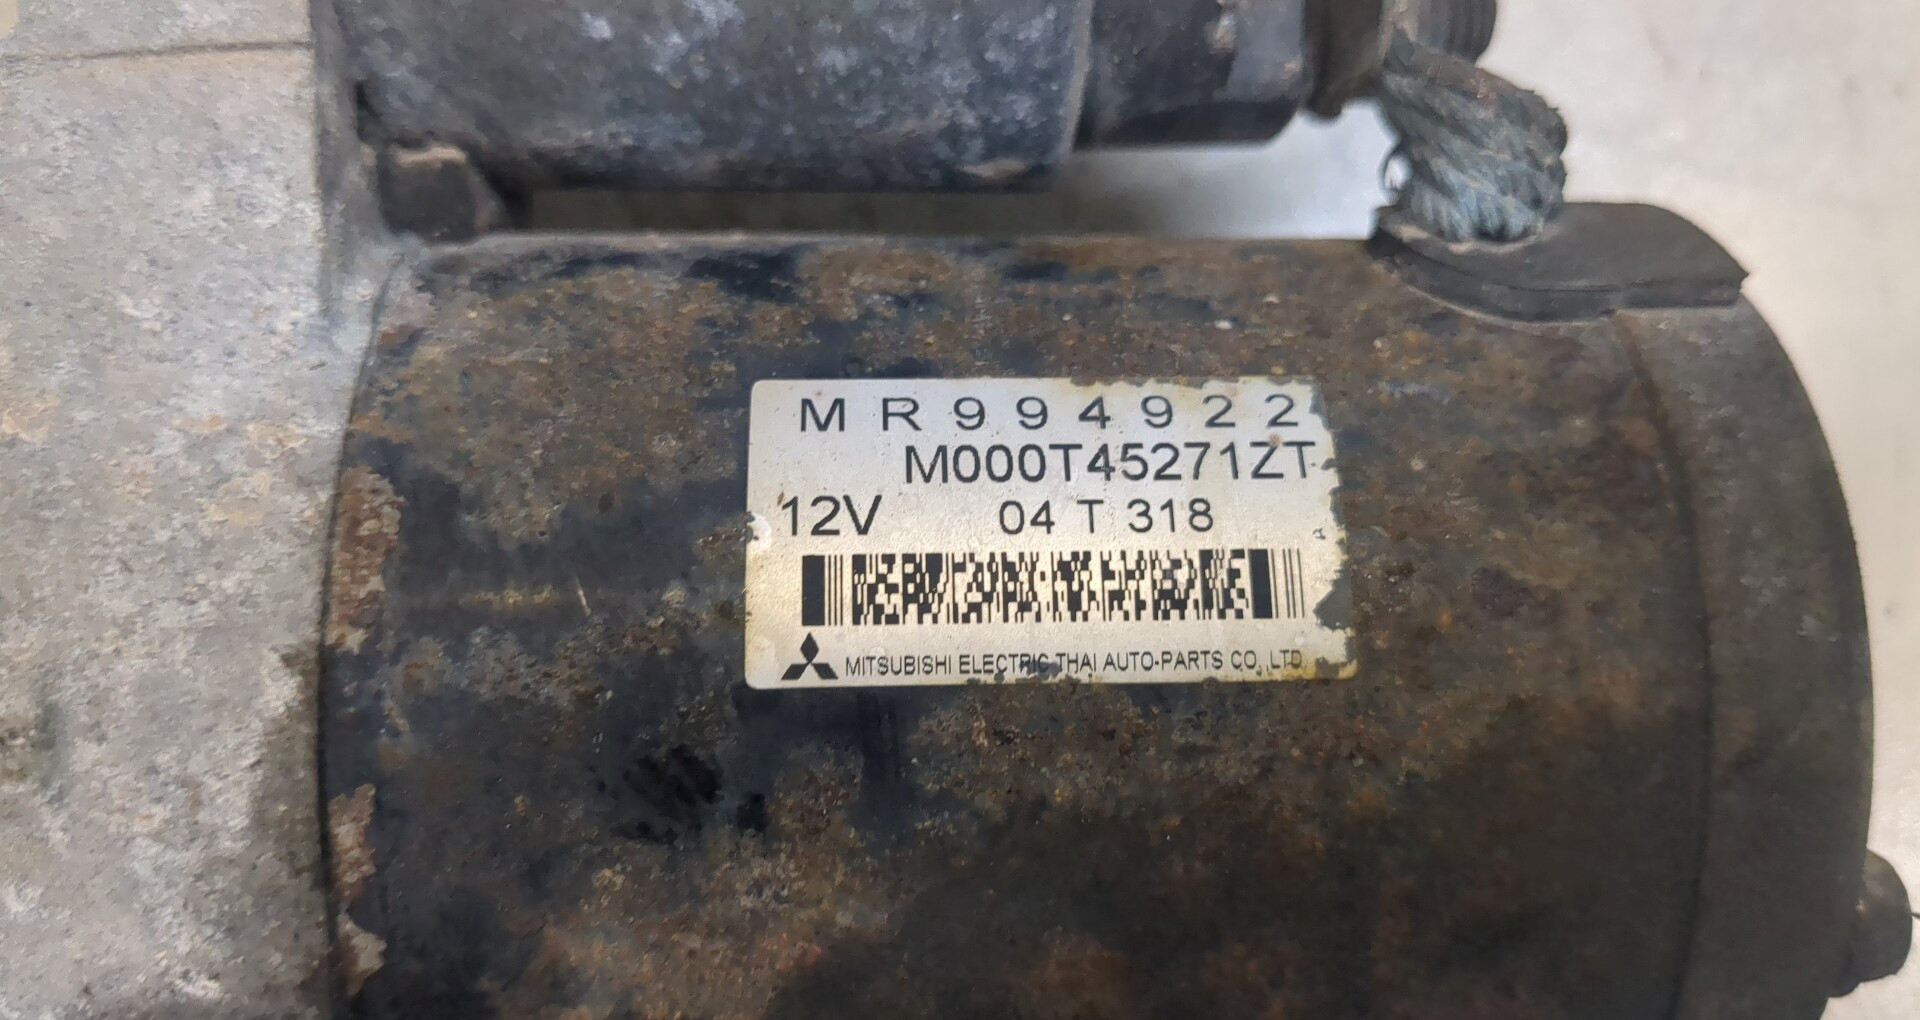 MR994922
M000T45271ZT
12V 04 T 318
A
MITSUBISHI ELECTRIC THAI AUTO-PARTS CO.,LTD.